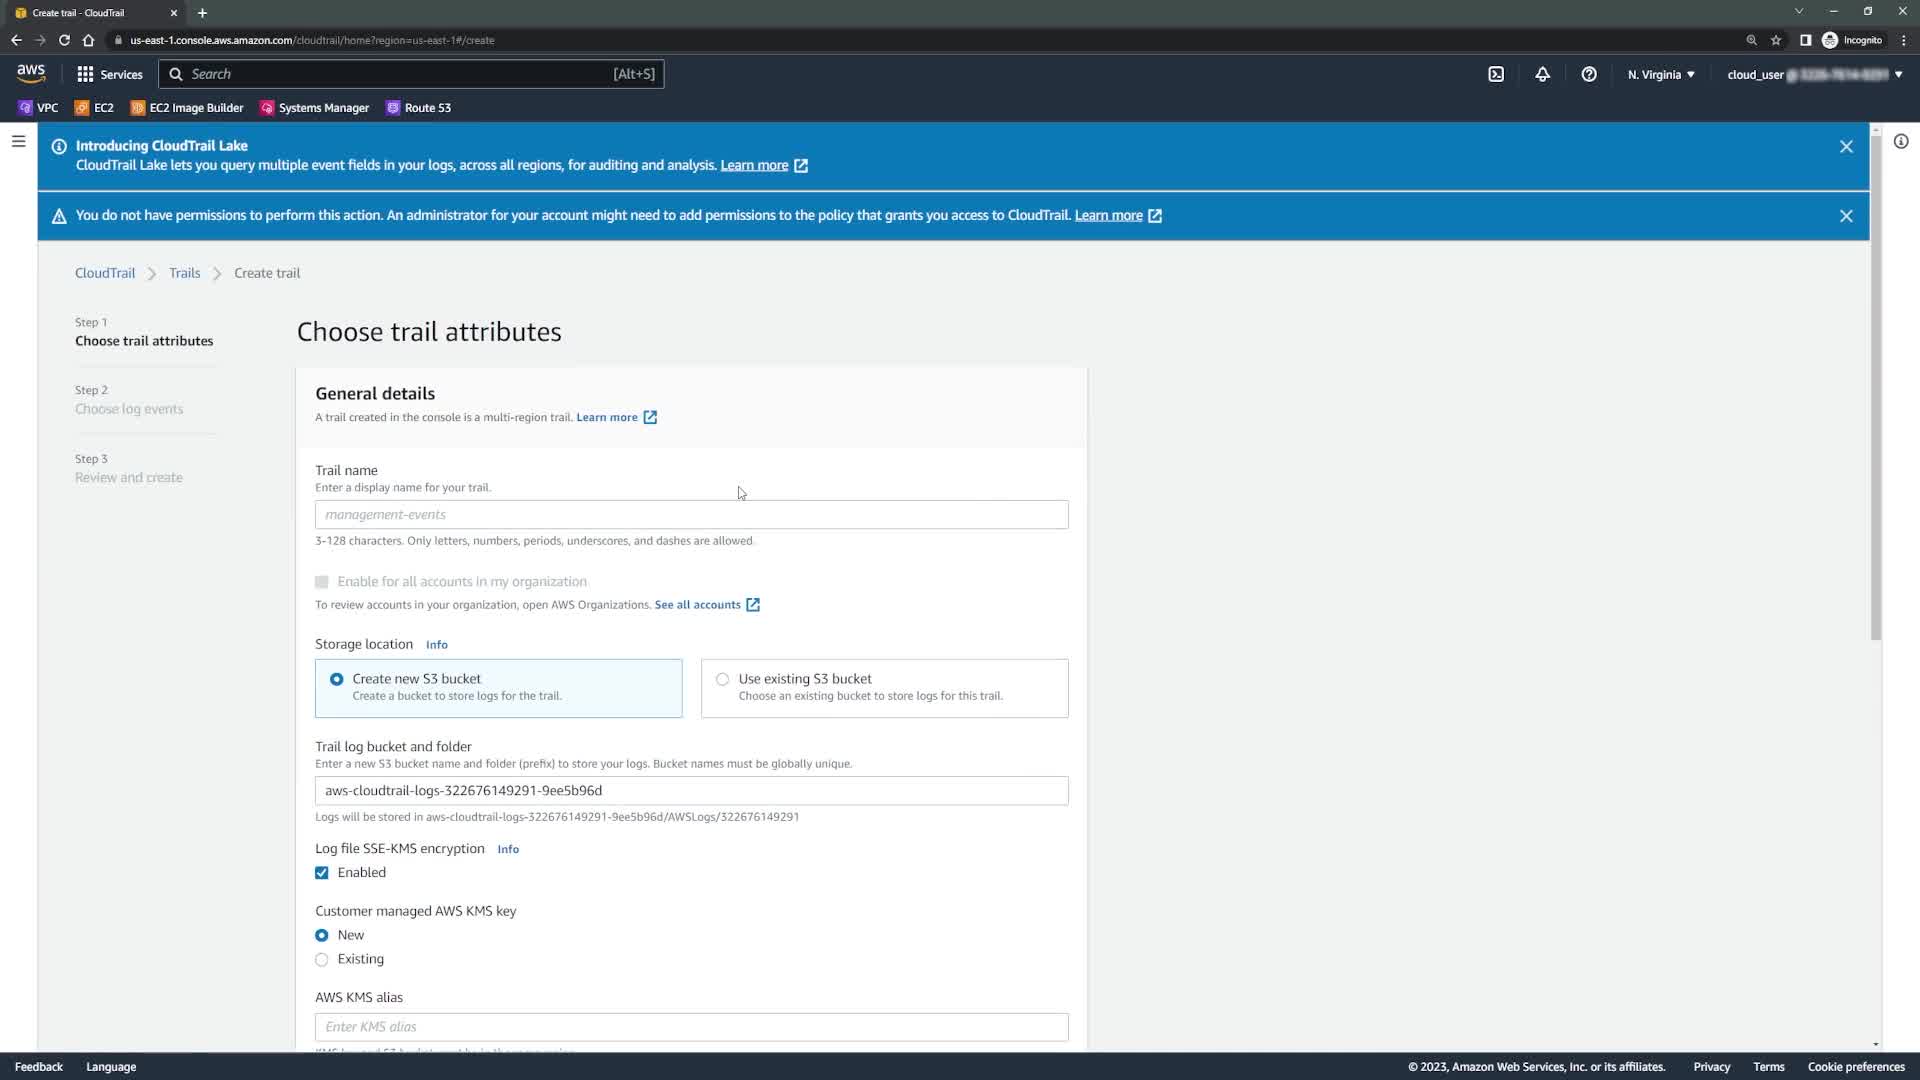 Create trail - CloudTrail
us-east-1.console.aws.amazon.com/cloudtrail/home?region=us-east-1#/create
Incognito
aws
Services
Search
[Alt+S]
N. Virginia
cloud_user
VPC
EC2
EC2 Image Builder
Systems Manager
Route 53
Introducing CloudTrail Lake
CloudTrail Lake lets you query multiple event fields in your logs, across all regions, for auditing and analysis. Learn more
You do not have permissions to perform this action. An administrator for your account might need to add permissions to the policy that grants you access to CloudTrail. Learn more
CloudTrail
Trails
Create trail
Step 1
Choose trail attributes
Step 2
Choose log events
Step 3
Review and create
Choose trail attributes
General details
A trail created in the console is a multi-region trail. Learn more
Trail name
Enter a display name for your trail.
management-events
3-128 characters. Only letters, numbers, periods, underscores, and dashes are allowed.
Enable for all accounts in my organization
To review accounts in your organization, open AWS Organizations. See all accounts
Storage location Info
Create new S3 bucket
Create a bucket to store logs for the trail.
Use existing S3 bucket
Choose an existing bucket to store logs for this trail.
Trail log bucket and folder
Enter a new S3 bucket name and folder (prefix) to store your logs. Bucket names must be globally unique.
aws-cloudtrail-logs-322676149291-9ee5b96d
Logs will be stored in aws-cloudtrail-logs-322676149291-9ee5b96d/AWSLogs/322676149291
Log file SSE-KMS encryption Info
Enabled
Customer managed AWS KMS key
New
Existing
AWS KMS alias
Enter KMS alias
Feedback
Language
© 2023, Amazon Web Services, Inc. or its affiliates.
Privacy
Terms
Cookie preferences